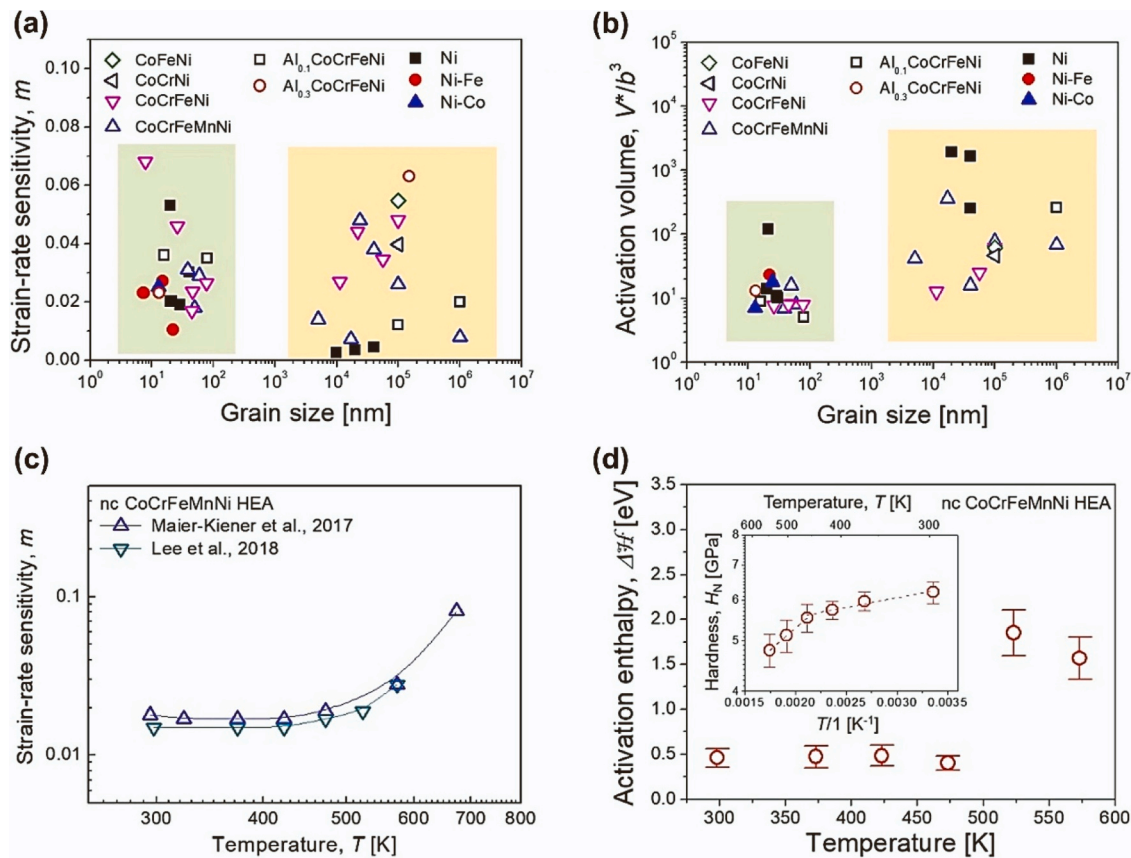 (a)
0.10
0.08
0.06
0.04
0.02
0.00
Strain-rate sensitivity, m
CoFeNi
CoCrNi
CoCrFeNi
CoCrFeMnNi
Al0.1CoCrFeNi
Al0.3CoCrFeNi
Ni
Ni-Fe
Ni-Co
10^0 10^1 10^2 10^3 10^4 10^5 10^6 10^7
Grain size [nm]
(b)
10^5
10^4
10^3
10^2
10^1
10^0
Activation volume, V*/b^3
CoFeNi
CoCrNi
CoCrFeNi
CoCrFeMnNi
Al0.1CoCrFeNi
Al0.3CoCrFeNi
Ni
Ni-Fe
Ni-Co
10^0 10^1 10^2 10^3 10^4 10^5 10^6 10^7
Grain size [nm]
(c)
nc CoCrFeMnNi HEA
Maier-Kiener et al., 2017
Lee et al., 2018
0.1
0.01
Strain-rate sensitivity, m
300 400 500 600 700 800
Temperature, T [K]
(d)
3.5
3.0
2.5
2.0
1.5
1.0
0.5
0.0
Activation enthalpy, ΔH [eV]
nc CoCrFeMnNi HEA
Temperature, T [K]
600 500 400 300
8
7
6
5
4
Hardness, HN [GPa]
0.0015 0.0020 0.0025 0.0030 0.0035
T/1 [K^-1]
300 350 400 450 500 550 600
Temperature [K]